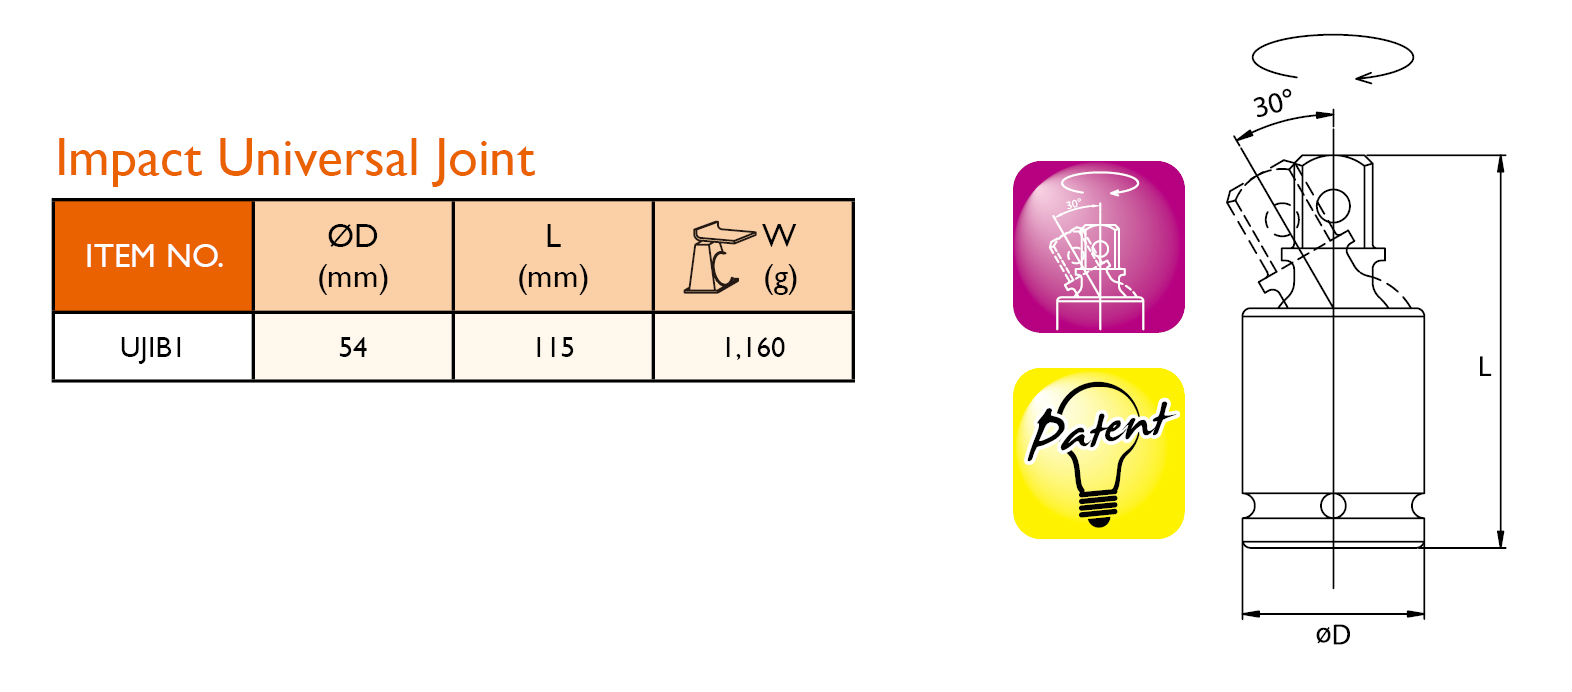 Impact Universal Joint
ITEM NO.
ØD
(mm)
L
(mm)
W
(g)
UJIB1
54
115
1,160
30°
Patent
30°
L
øD